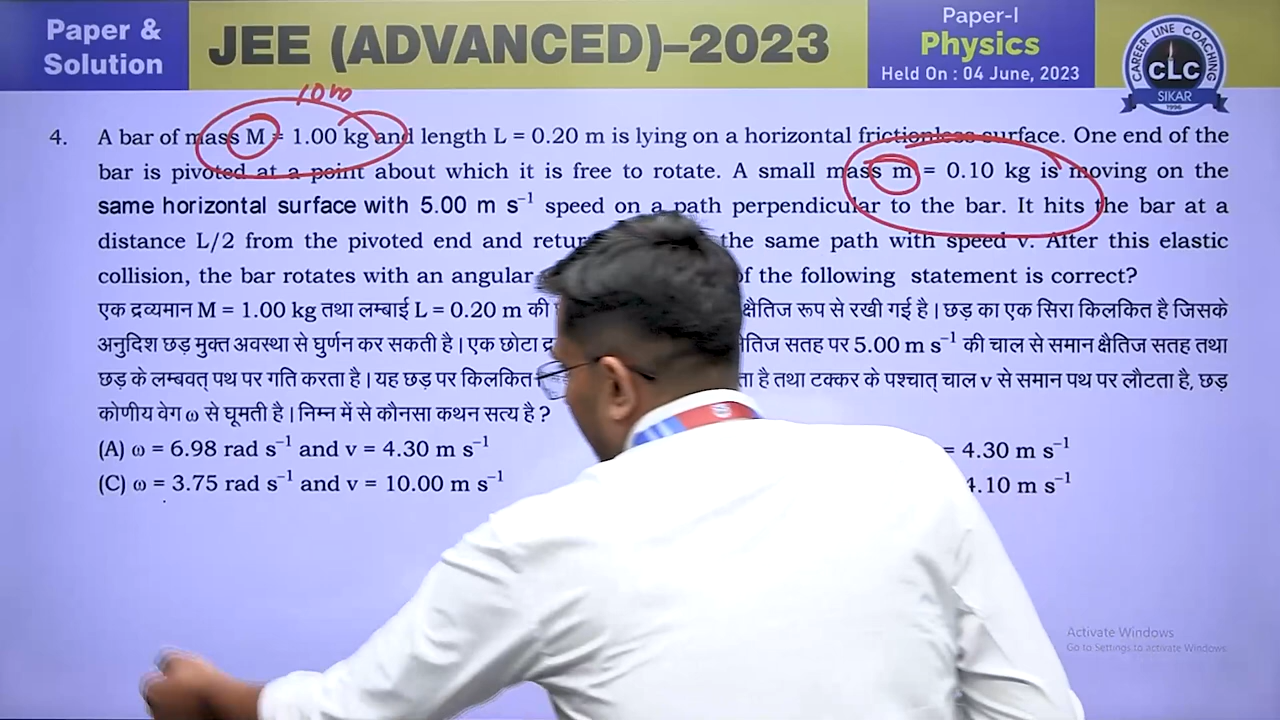 Paper &
Solution
JEE (ADVANCED)–2023
Paper-I
Physics
Held On : 04 June, 2023
CAREER LINE COACHING
CLC
SIKAR
1996
10m
4. A bar of mass M = 1.00 kg and length L = 0.20 m is lying on a horizontal frictionless surface. One end of the
bar is pivoted at a point about which it is free to rotate. A small mass m = 0.10 kg is moving on the
same horizontal surface with 5.00 m s⁻¹ speed on a path perpendicular to the bar. It hits the bar at a
distance L/2 from the pivoted end and the same path with speed v. After this elastic
collision, the bar rotates with an angular of the following statement is correct?
एक द्रव्यमान M = 1.00 kg तथा लम्बाई L = 0.20 m की क्षैतिज रूप से रखी गई है। छड़ का एक सिरा किलकित है जिसके
अनुदिश छड़ मुक्त अवस्था से घुर्णन कर सकती है। एक छोटा सतह पर 5.00 m s⁻¹ की चाल से समान क्षैतिज सतह तथा
छड़ के लम्बवत् पथ पर गति करता है। यह छड़ पर किलकित है तथा टक्कर के पश्चात् चाल v से समान पथ पर लौटता है, छड़
कोणीय वेग ω से घूमती है। निम्न में से कौनसा कथन सत्य है ?
(A) ω = 6.98 rad s⁻¹ and v = 4.30 m s⁻¹ = 4.30 m s⁻¹
(C) ω = 3.75 rad s⁻¹ and v = 10.00 m s⁻¹ 4.10 m s⁻¹
Activate Windows
Go to Settings to activate Windows.